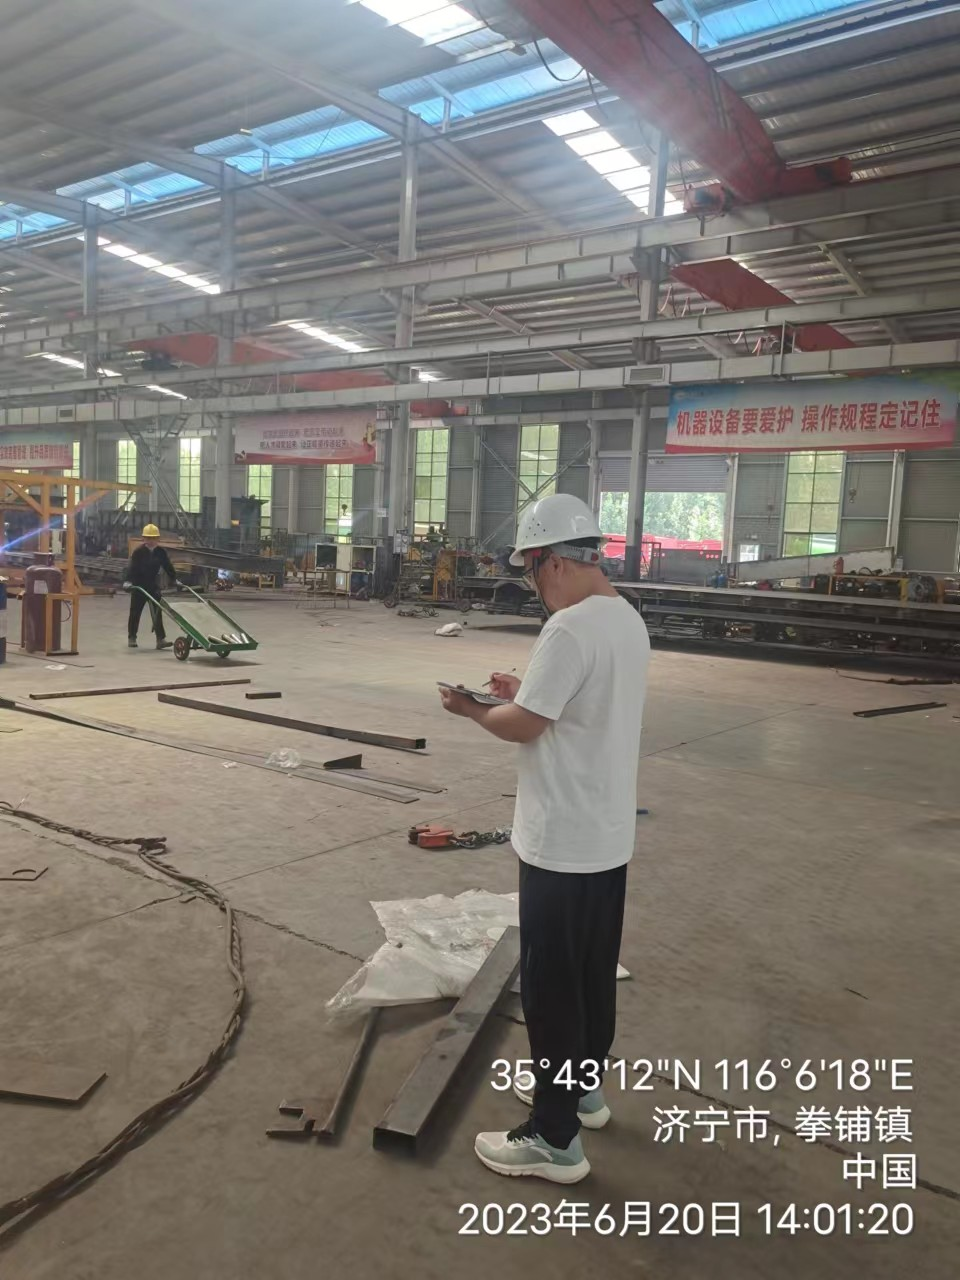 机器设备要爱护 操作规程定记住
35°43'12"N 116°6'18"E
济宁市, 拳铺镇
中国
2023年6月20日 14:01:20